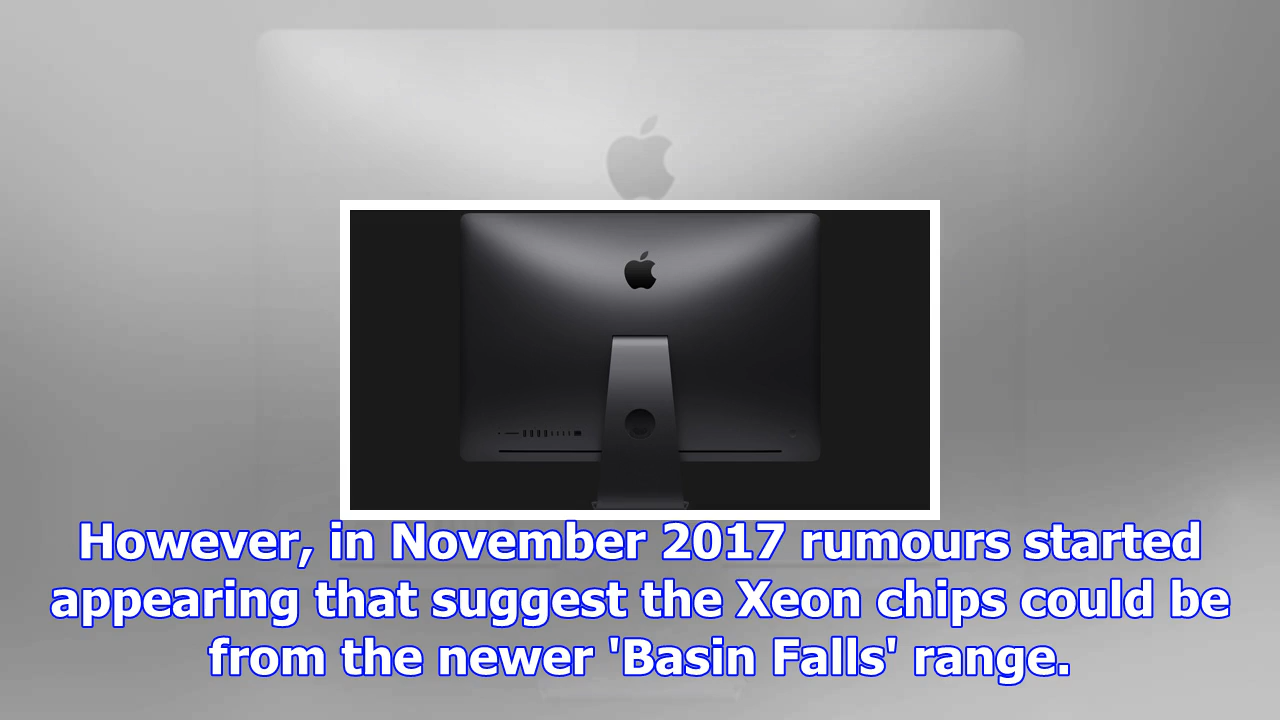 However, in November 2017 rumours started
appearing that suggest the Xeon chips could be
from the newer 'Basin Falls' range.